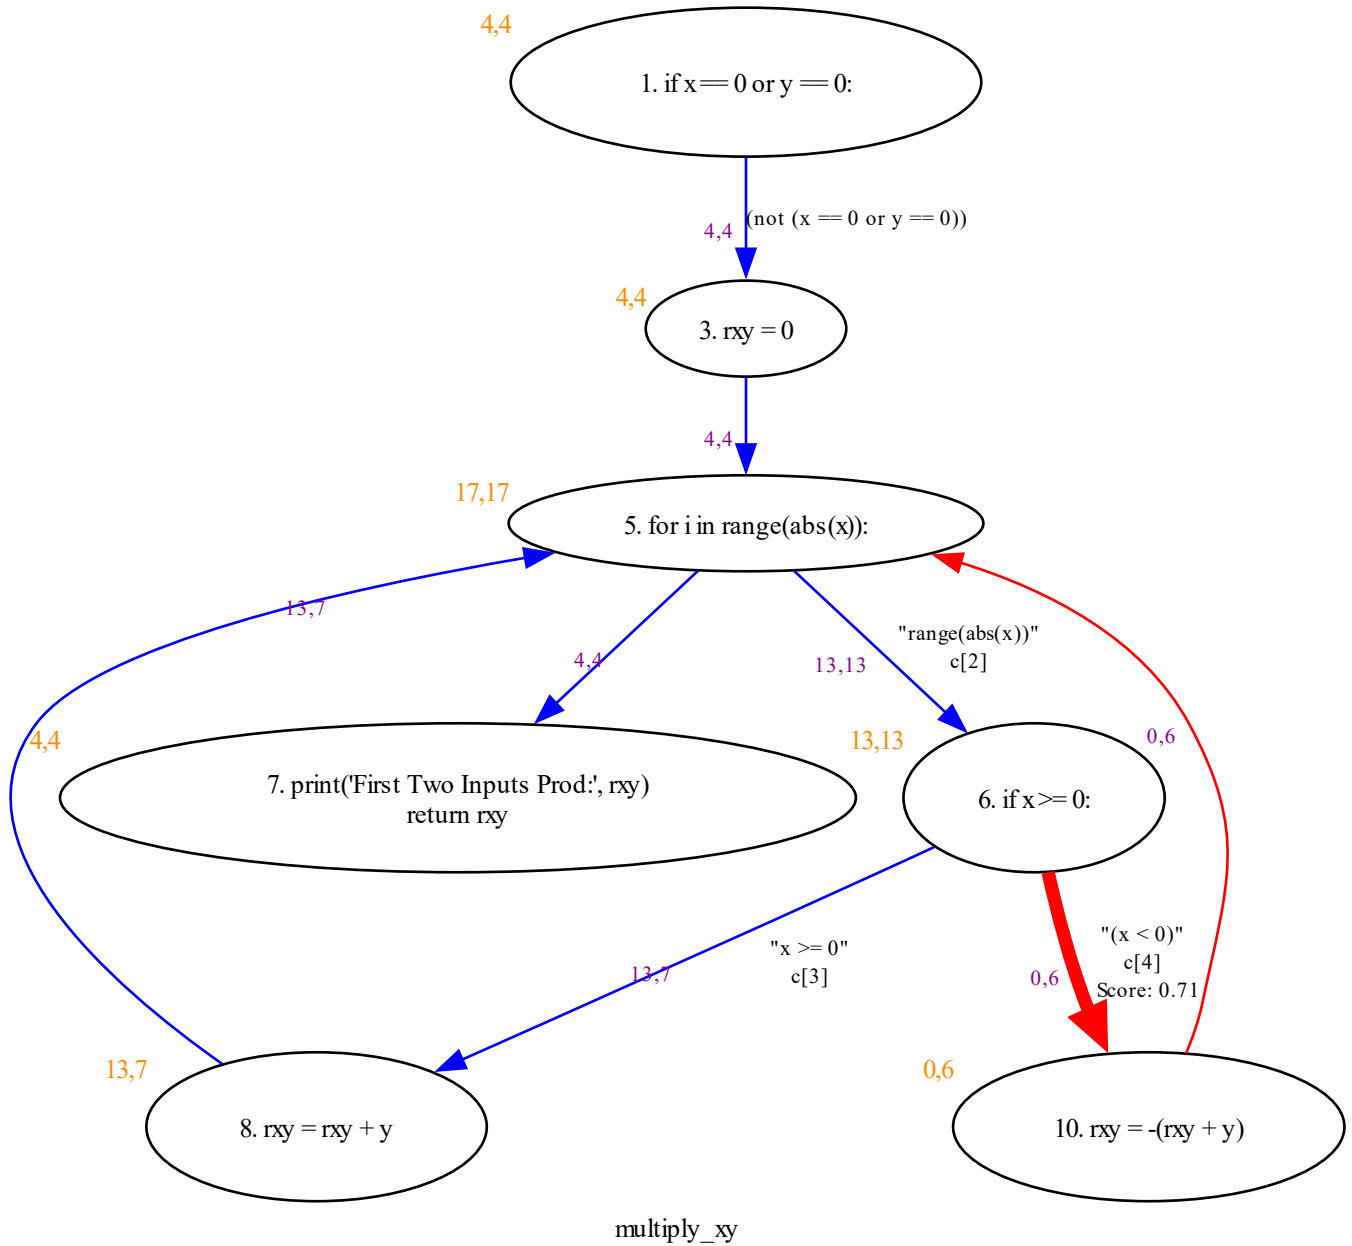 4,4
1. if x == 0 or y == 0:
(not (x == 0 or y == 0))
4,4
4,4
3. rxy = 0
4,4
17,17
5. for i in range(abs(x)):
13,7
"range(abs(x))"
c[2]
4,4
13,13
4,4
13,13
0,6
7. print('First Two Inputs Prod:', rxy)
return rxy
6. if x >= 0:
"x >= 0"
c[3]
13,7
"(x < 0)"
c[4]
Score: 0.71
0,6
13,7
0,6
8. rxy = rxy + y
10. rxy = -(rxy + y)
multiply_xy